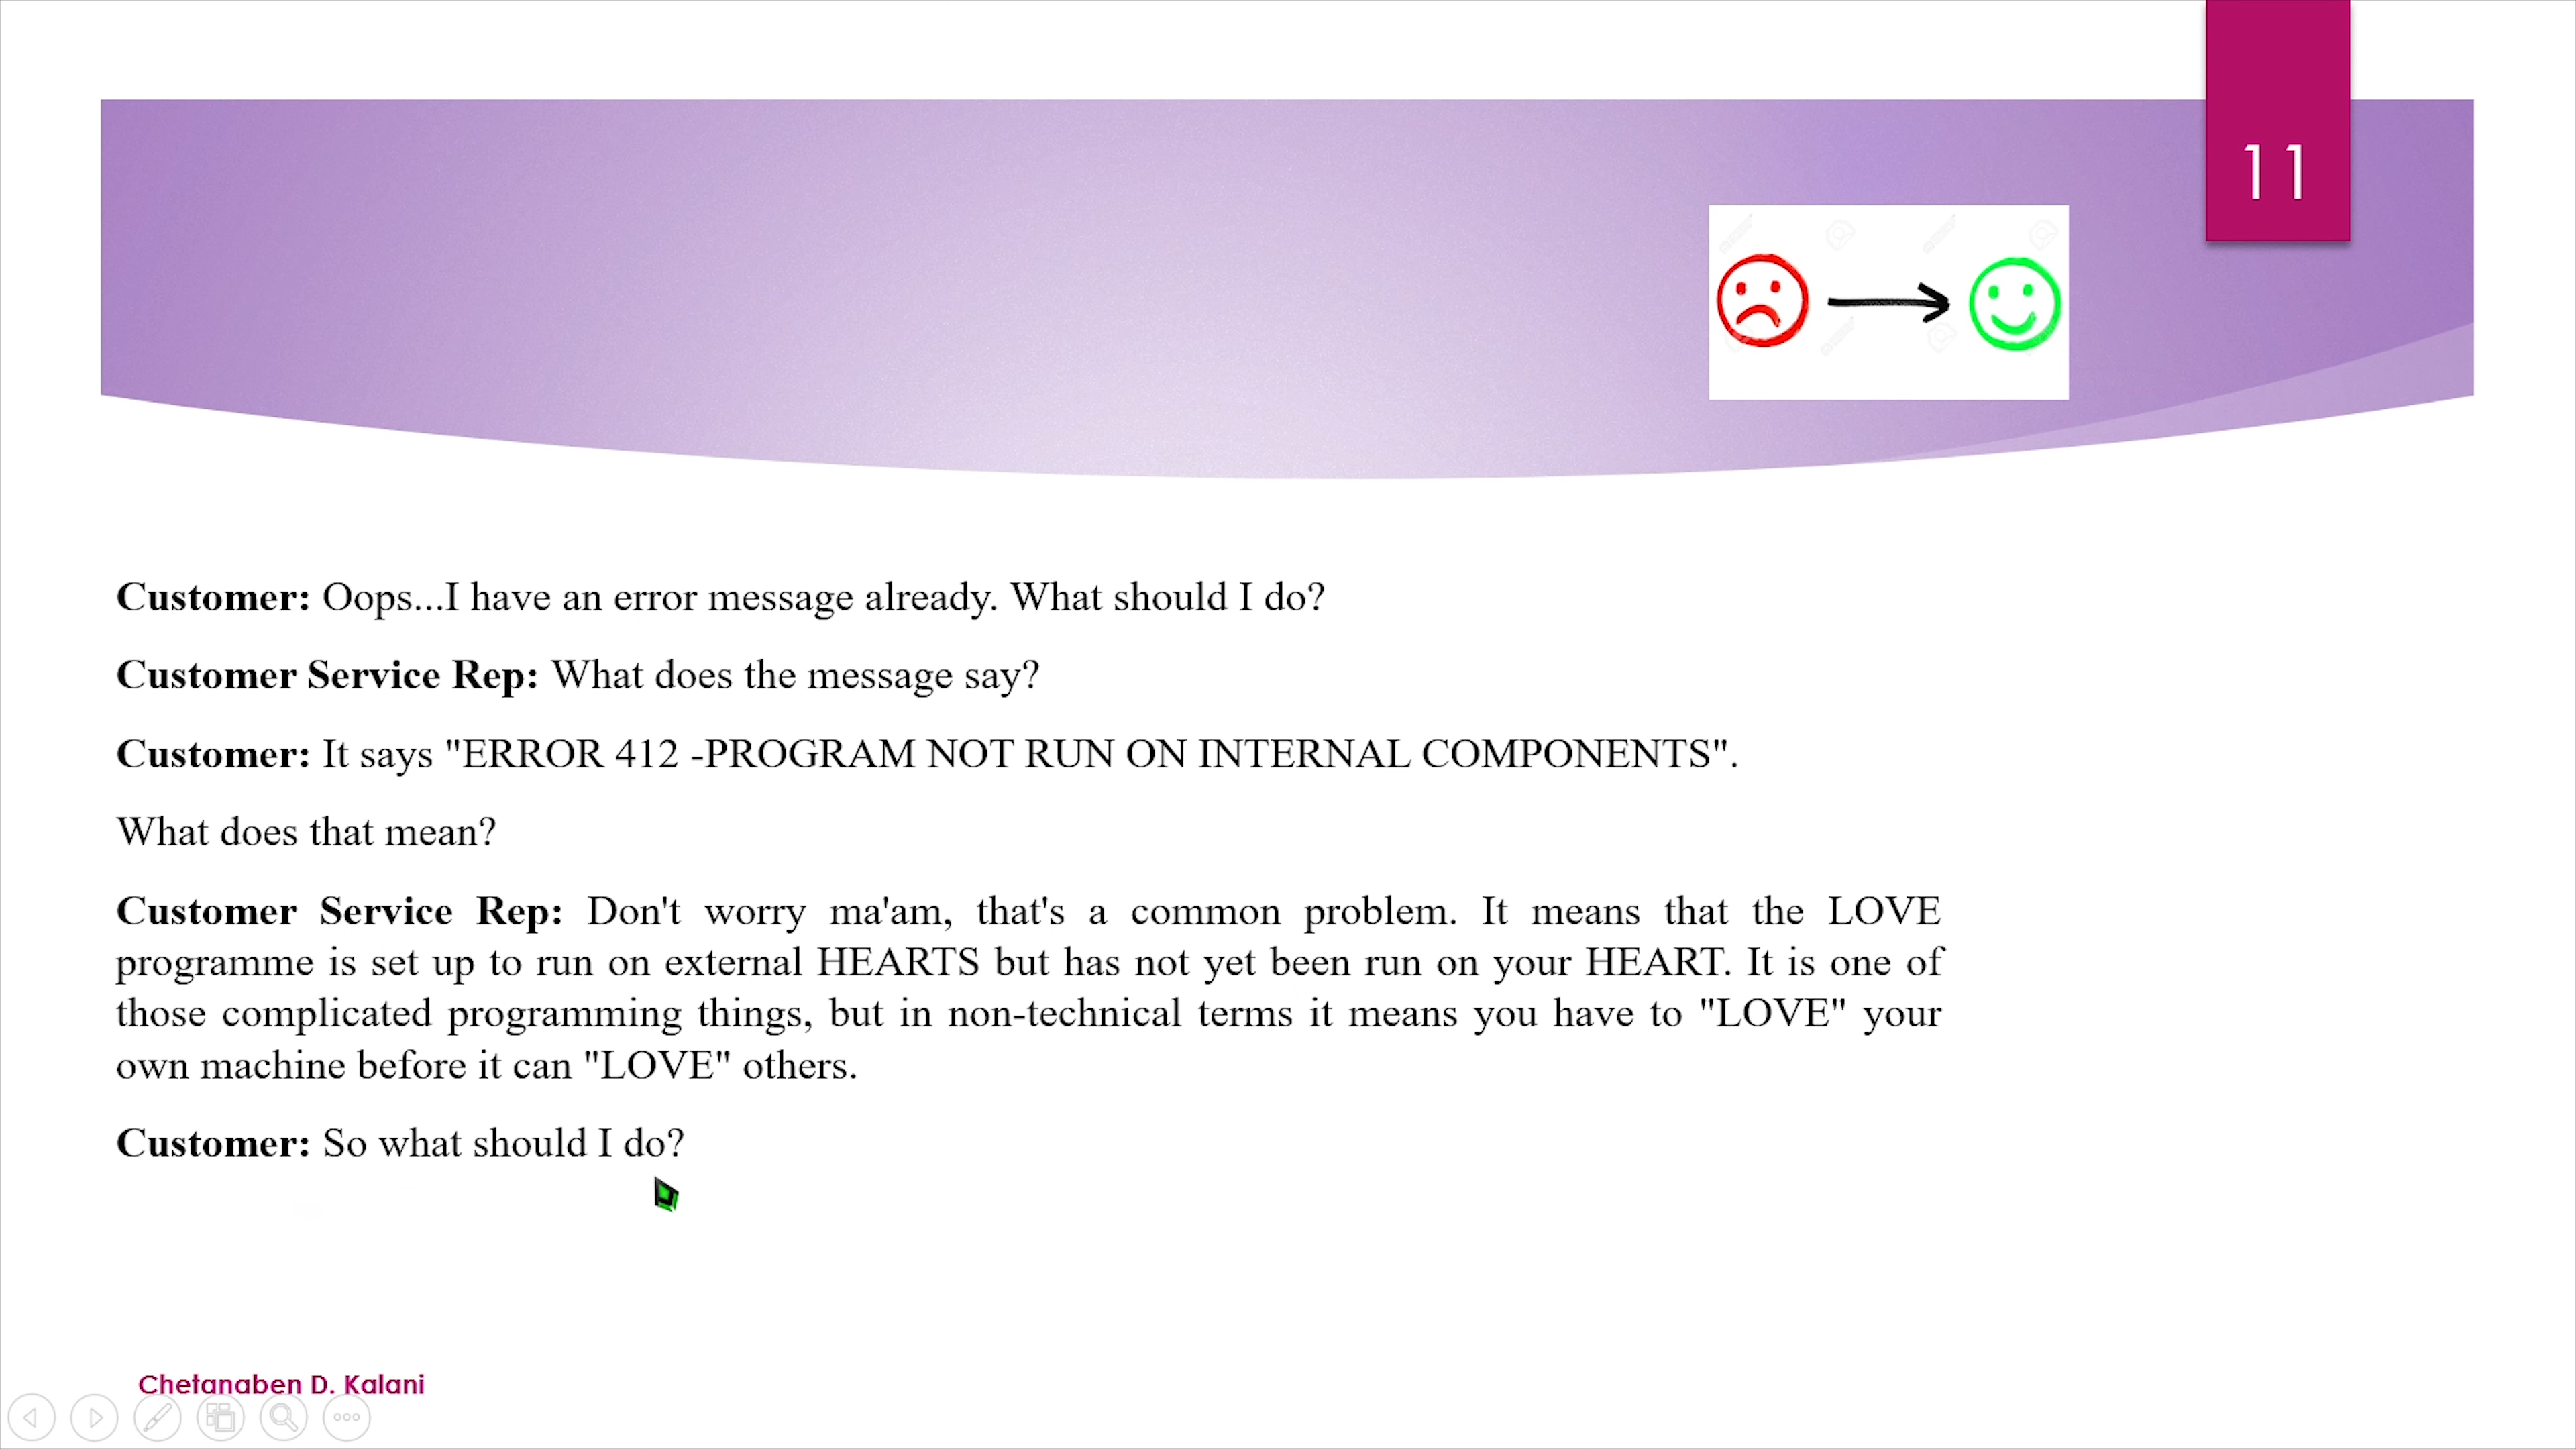 11
Customer: Oops...I have an error message already. What should I do?
Customer Service Rep: What does the message say?
Customer: It says "ERROR 412 -PROGRAM NOT RUN ON INTERNAL COMPONENTS".
What does that mean?
Customer Service Rep: Don't worry ma'am, that's a common problem. It means that the LOVE
programme is set up to run on external HEARTS but has not yet been run on your HEART. It is one of
those complicated programming things, but in non-technical terms it means you have to "LOVE" your
own machine before it can "LOVE" others.
Customer: So what should I do?
Chetanaben D. Kalani